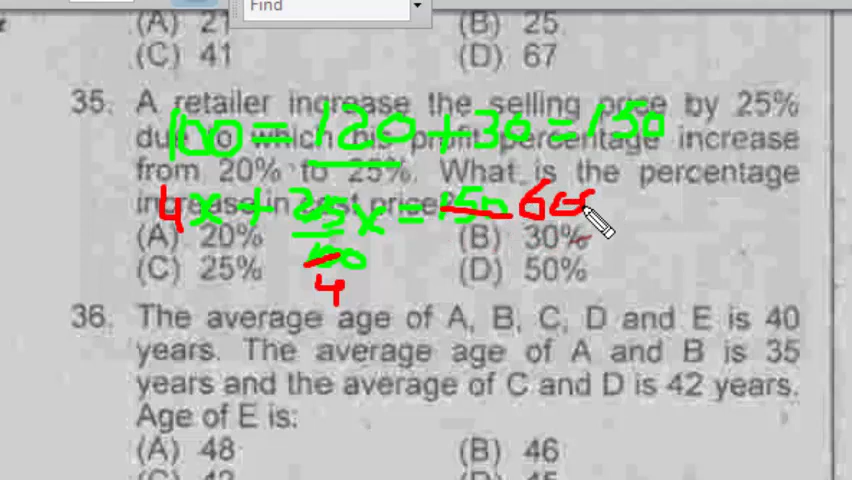 Find
(A) 21 (B) 25
(C) 41 (D) 67
35. A retailer increase the selling price by 25%
100 = 120 + 30 = 150
due to which his profit percentage increase
from 20% to 25%. What is the percentage
4x + 25x = 150 600
increase in cost price?
(A) 20% (B) 30%
100
(C) 25% (D) 50%
4
36. The average age of A, B, C, D and E is 40
years. The average age of A and B is 35
years and the average of C and D is 42 years.
Age of E is:
(A) 48 (B) 46